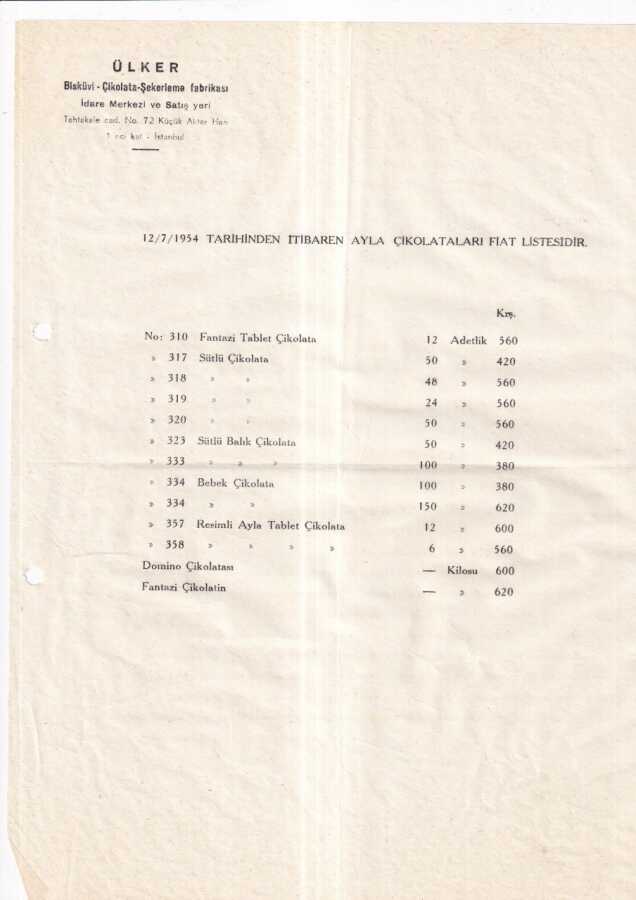 ÜLKER
Bisküvi - Çikolata-Şekerleme fabrikası
İdare Merkezi ve Satış yeri
Tahtakale cad. No. 72 Küçük Akter Han
1 nci kat - İstanbul
12/7/1954 TARİHİNDEN İTİBAREN AYLA ÇİKOLATALARI FİAT LİSTESİDİR.
Krş.
No: 310 Fantazi Tablet Çikolata 12 Adetlik 560
» 317 Sütlü Çikolata 50 » 420
» 318 » » 48 » 560
» 319 » » 24 » 560
» 320 » » 50 » 560
» 323 Sütlü Balık Çikolata 50 » 420
» 333 » » » 100 » 380
» 334 Bebek Çikolata 100 » 380
» 334 » » 150 » 620
» 357 Resimli Ayla Tablet Çikolata 12 » 600
» 358 » » » » 6 » 560
Domino Çikolatası — Kilosu 600
Fantazi Çikolatin — » 620